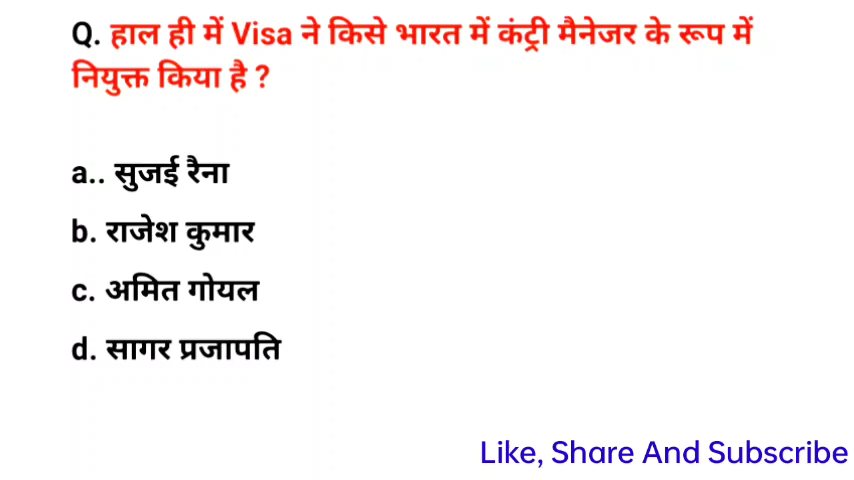 Q. हाल ही में Visa ने किसे भारत में कंट्री मैनेजर के रूप में
नियुक्त किया है ?
a.. सुजई रैना
b. राजेश कुमार
c. अमित गोयल
d. सागर प्रजापति
Like, Share And Subscribe